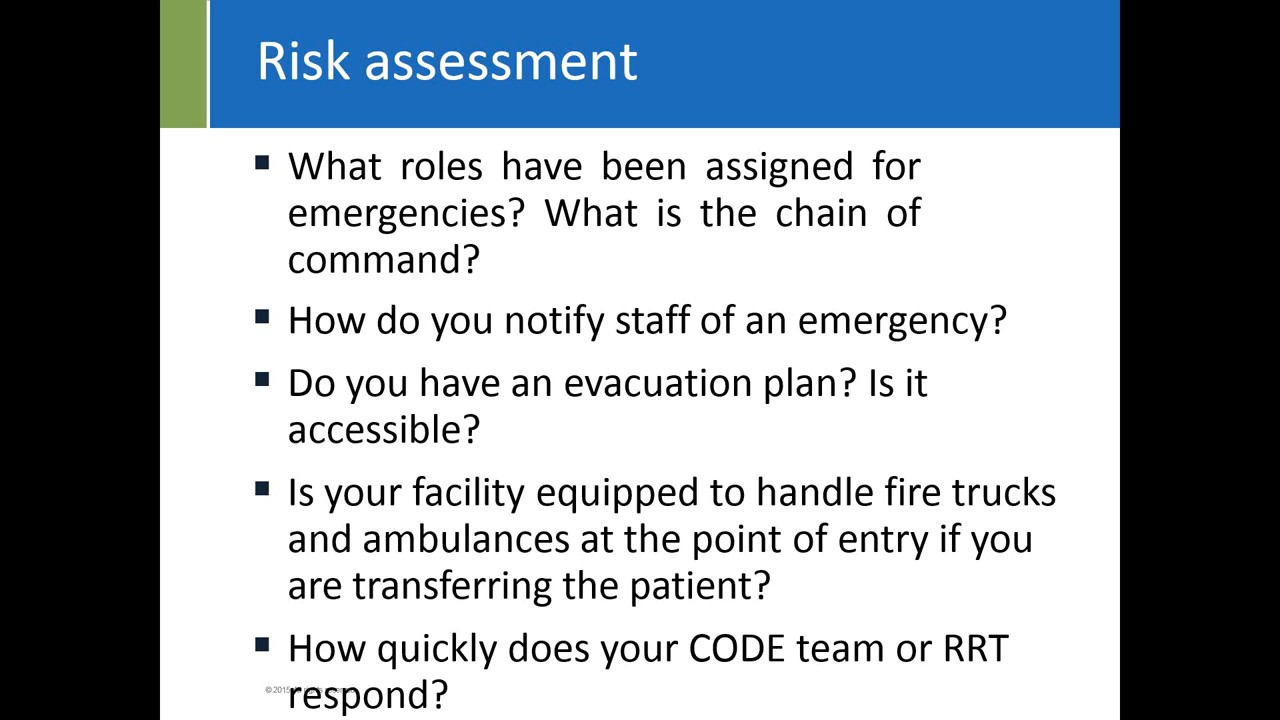 Risk assessment
▪ What roles have been assigned for
emergencies? What is the chain of
command?
▪ How do you notify staff of an emergency?
▪ Do you have an evacuation plan? Is it
accessible?
▪ Is your facility equipped to handle fire trucks
and ambulances at the point of entry if you
are transferring the patient?
▪ How quickly does your CODE team or RRT
respond?
© 2015